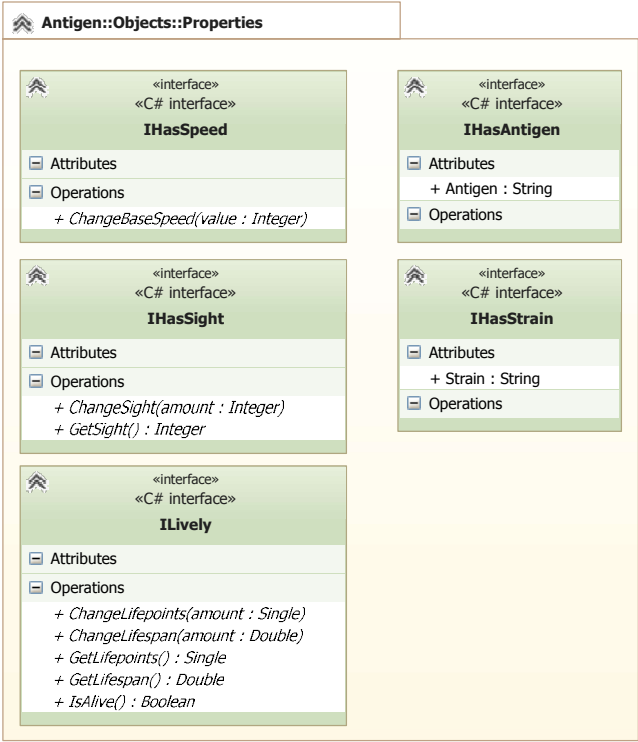 Antigen::Objects::Properties
«interface»
«C# interface»
IHasSpeed
Attributes
Operations
+ ChangeBaseSpeed(value : Integer)
«interface»
«C# interface»
IHasSight
Attributes
Operations
+ ChangeSight(amount : Integer)
+ GetSight() : Integer
«interface»
«C# interface»
ILively
Attributes
Operations
+ ChangeLifepoints(amount : Single)
+ ChangeLifespan(amount : Double)
+ GetLifepoints() : Single
+ GetLifespan() : Double
+ IsAlive() : Boolean
«interface»
«C# interface»
IHasAntigen
Attributes
+ Antigen : String
Operations
«interface»
«C# interface»
IHasStrain
Attributes
+ Strain : String
Operations